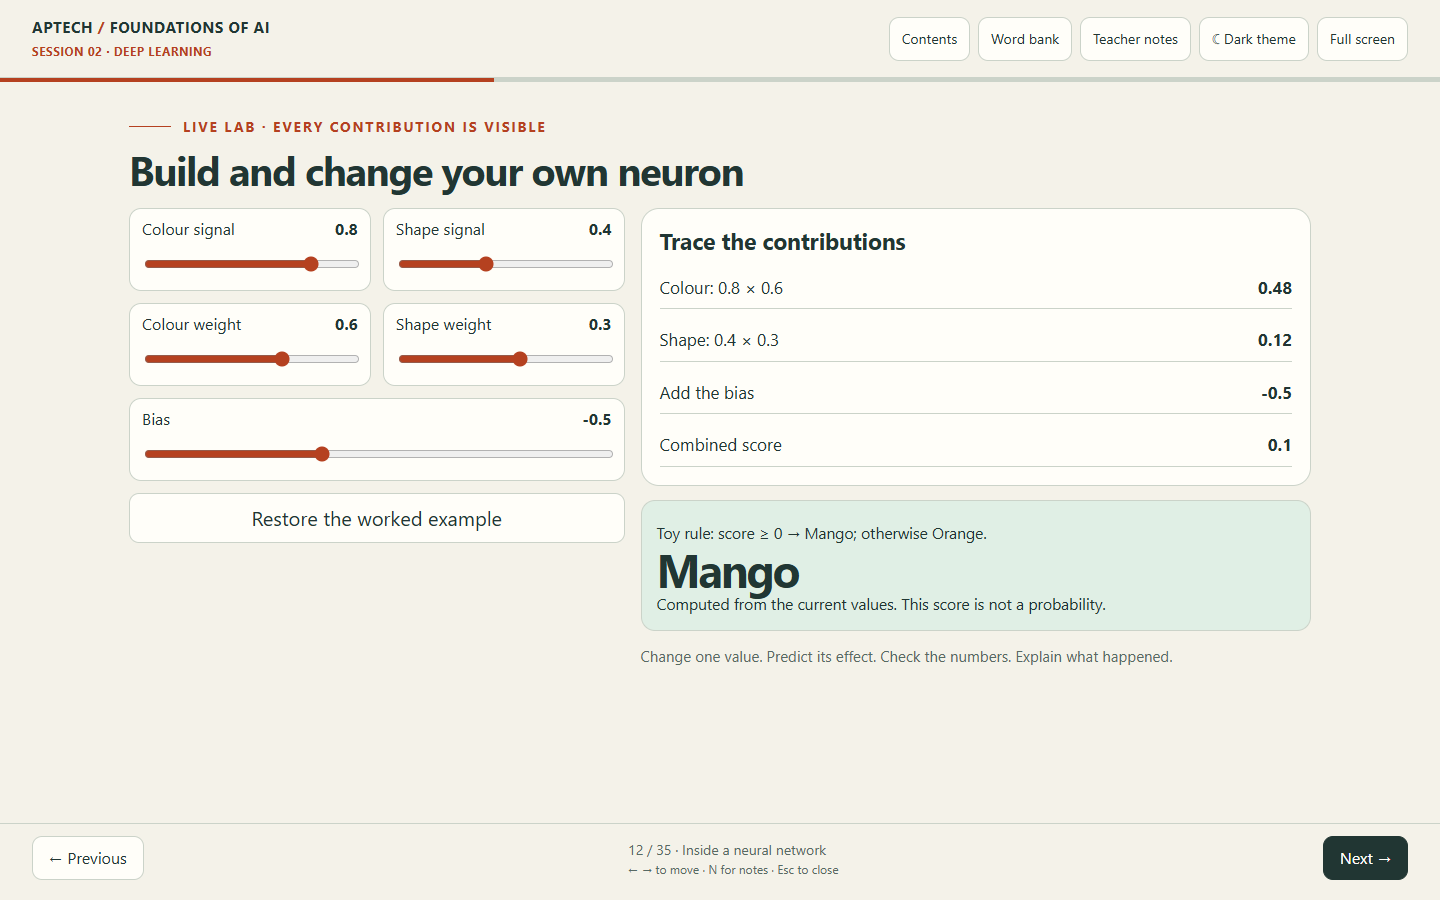 APTECH / FOUNDATIONS OF AI
SESSION 02 · DEEP LEARNING
Contents
Word bank
Teacher notes
☾ Dark theme
Full screen
LIVE LAB · EVERY CONTRIBUTION IS VISIBLE
Build and change your own neuron
Colour signal 0.8
Shape signal 0.4
Colour weight 0.6
Shape weight 0.3
Bias -0.5
Restore the worked example
Trace the contributions
Colour: 0.8 × 0.6 0.48
Shape: 0.4 × 0.3 0.12
Add the bias -0.5
Combined score 0.1
Toy rule: score ≥ 0 → Mango; otherwise Orange.
Mango
Computed from the current values. This score is not a probability.
Change one value. Predict its effect. Check the numbers. Explain what happened.
← Previous
12 / 35 · Inside a neural network
← → to move · N for notes · Esc to close
Next →